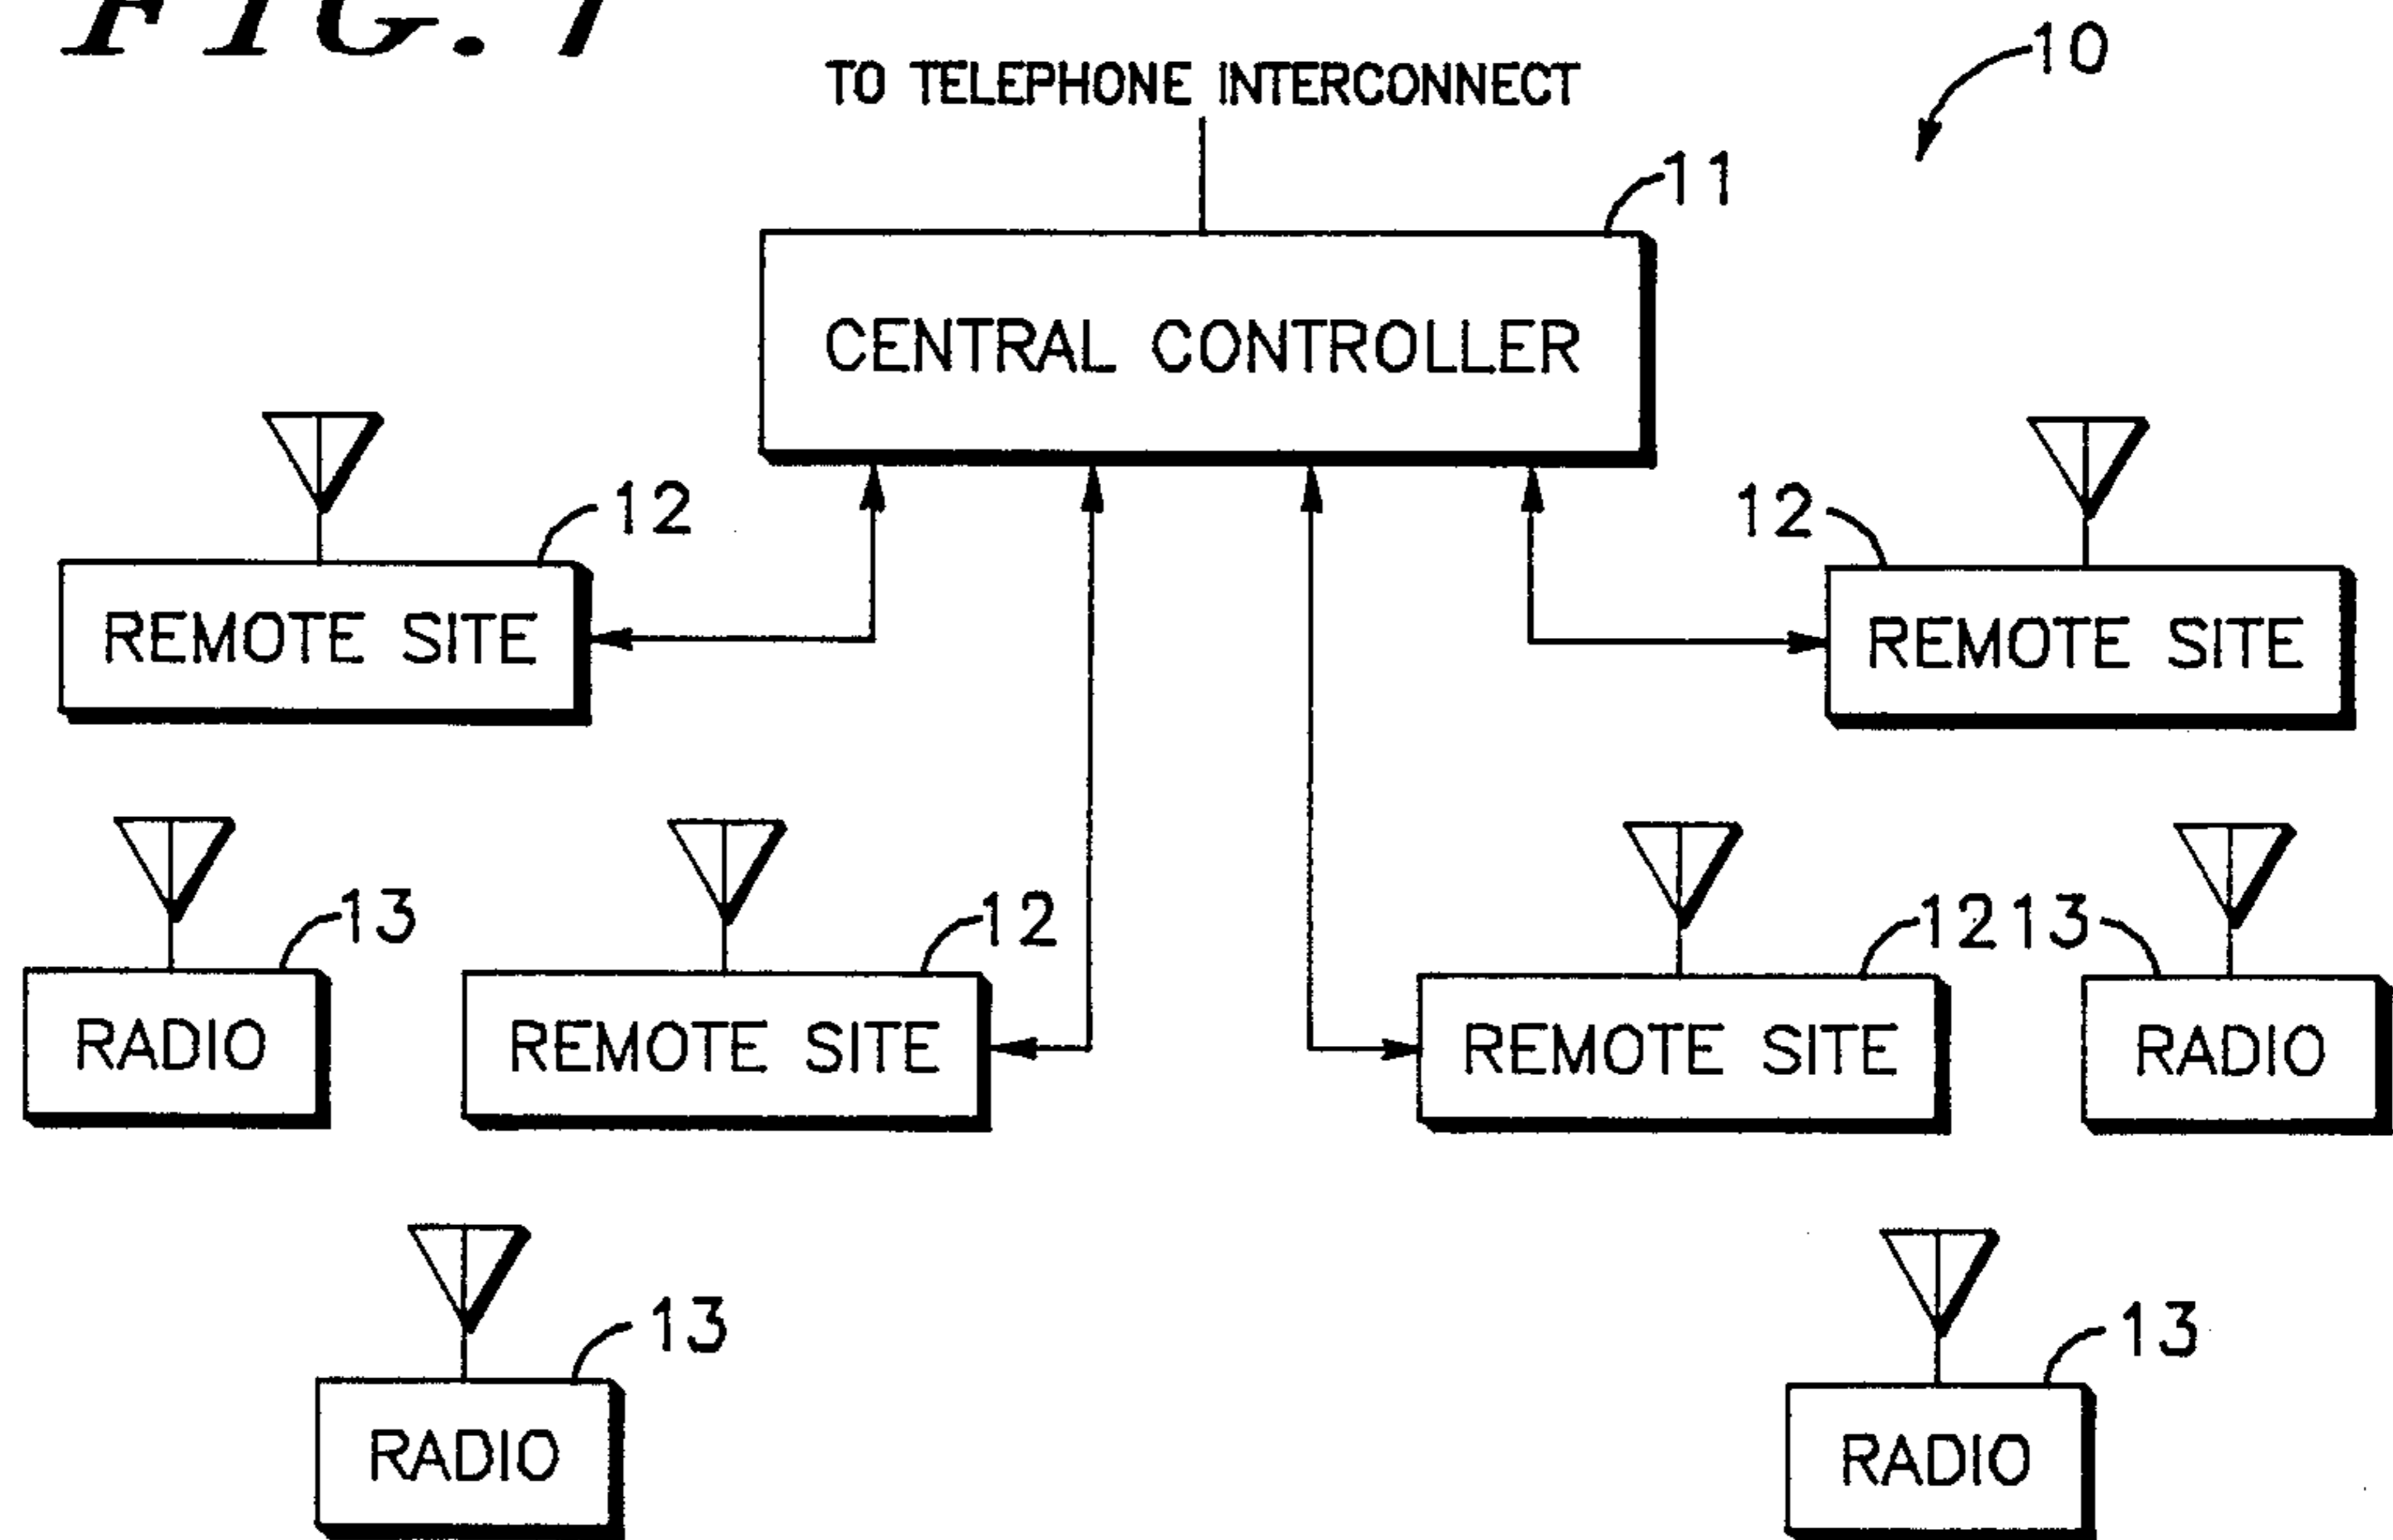 FIG. 1
10
TO TELEPHONE INTERCONNECT
11
CENTRAL CONTROLLER
12
12
REMOTE SITE
REMOTE SITE
13
12
12
13
RADIO
REMOTE SITE
REMOTE SITE
RADIO
13
13
RADIO
RADIO